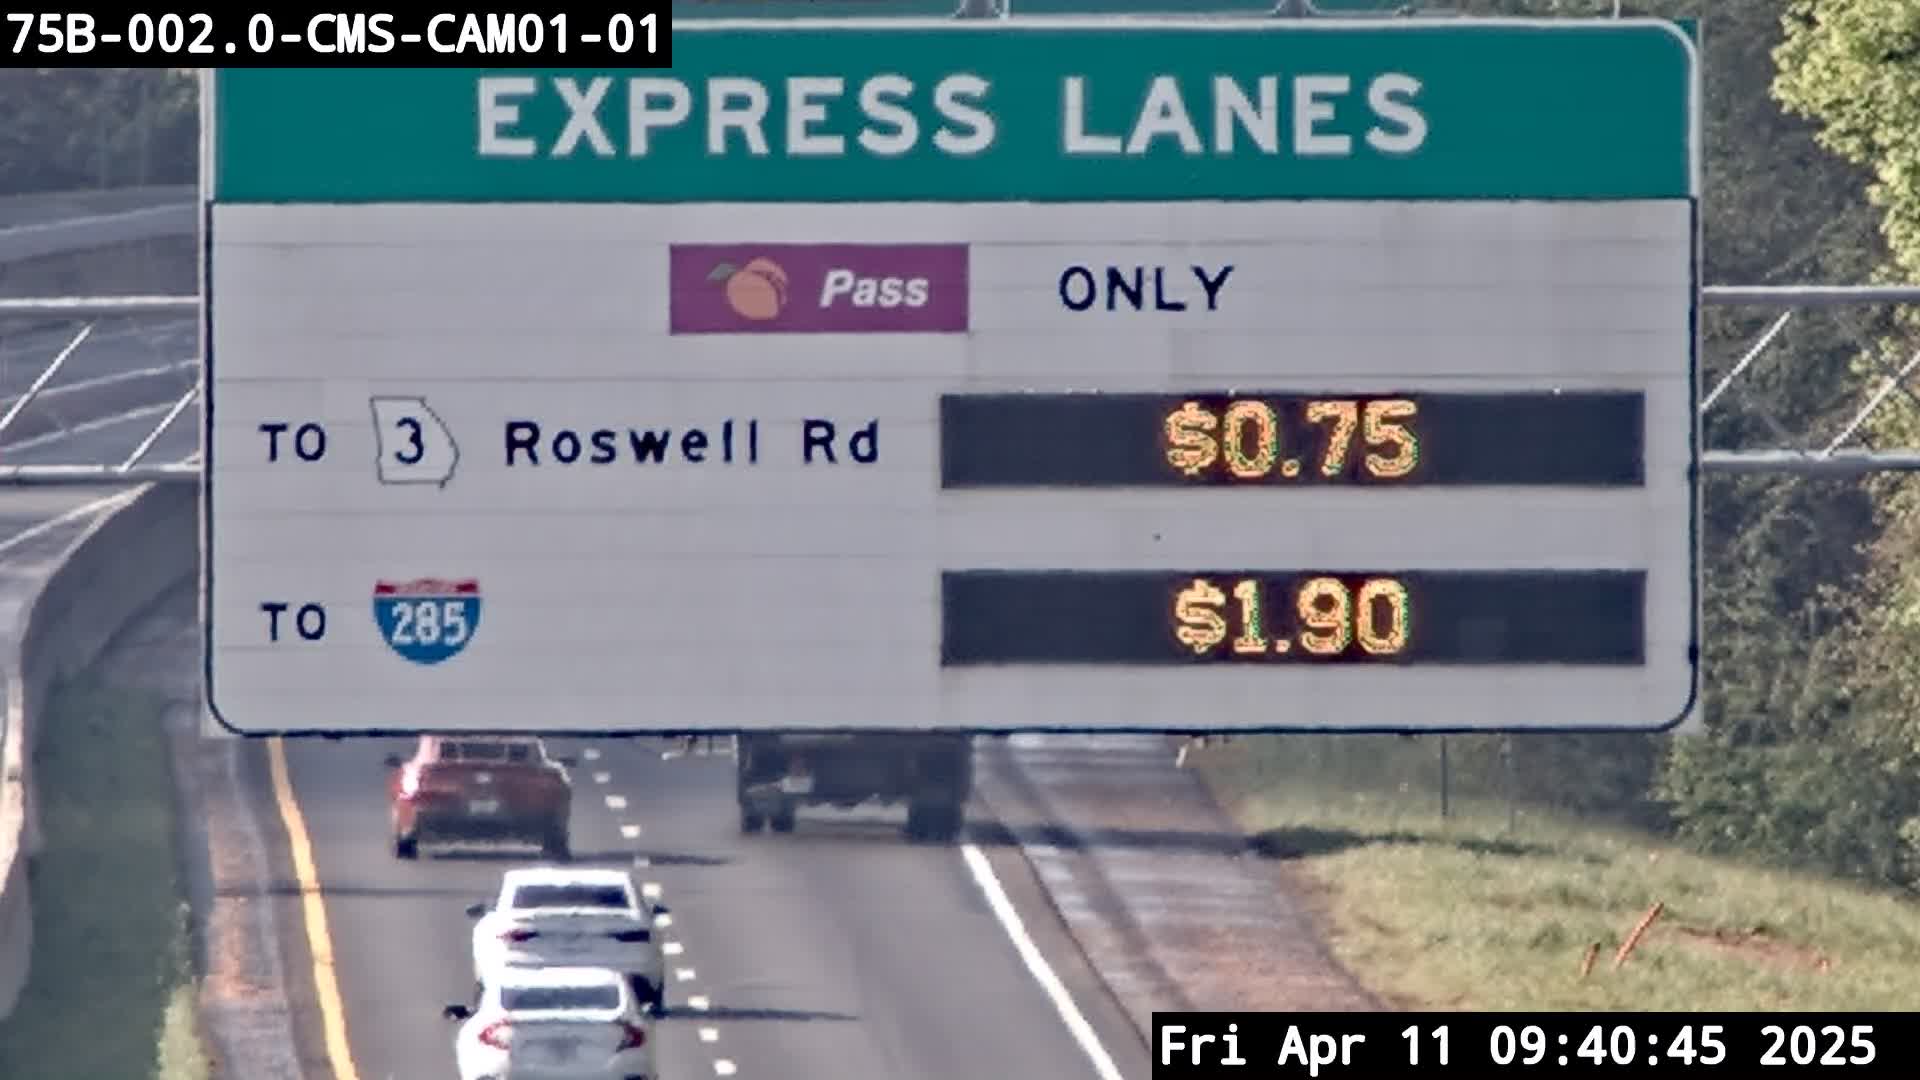 75B-002.0-CMS-CAM01-01
EXPRESS LANES
Pass ONLY
TO 3 Roswell Rd $0.75
TO 285 $1.90
Fri Apr 11 09:40:45 2025